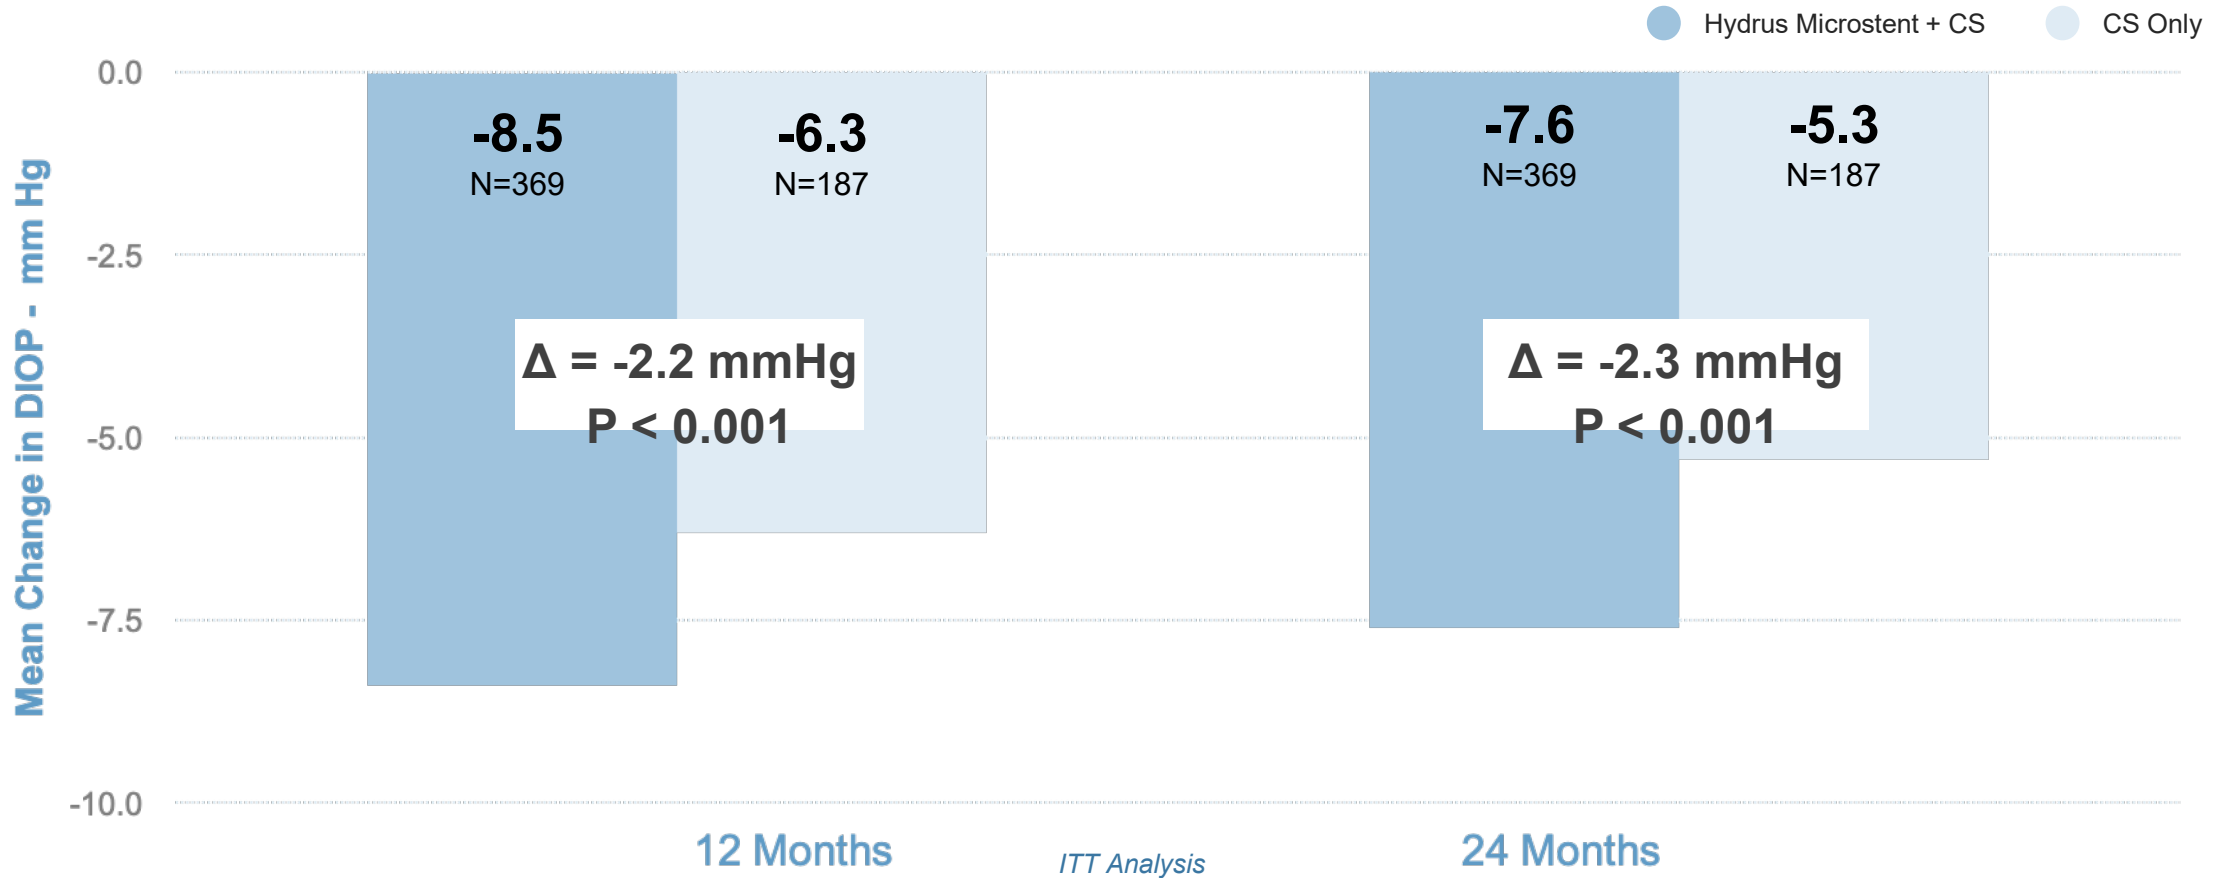 Hydrus Microstent + CS
CS Only
Mean Change in DIOP - mm Hg
0.0
-2.5
-5.0
-7.5
-10.0
-8.5
N=369
-6.3
N=187
Δ = -2.2 mmHg
P < 0.001
-7.6
N=369
-5.3
N=187
Δ = -2.3 mmHg
P < 0.001
12 Months
ITT Analysis
24 Months